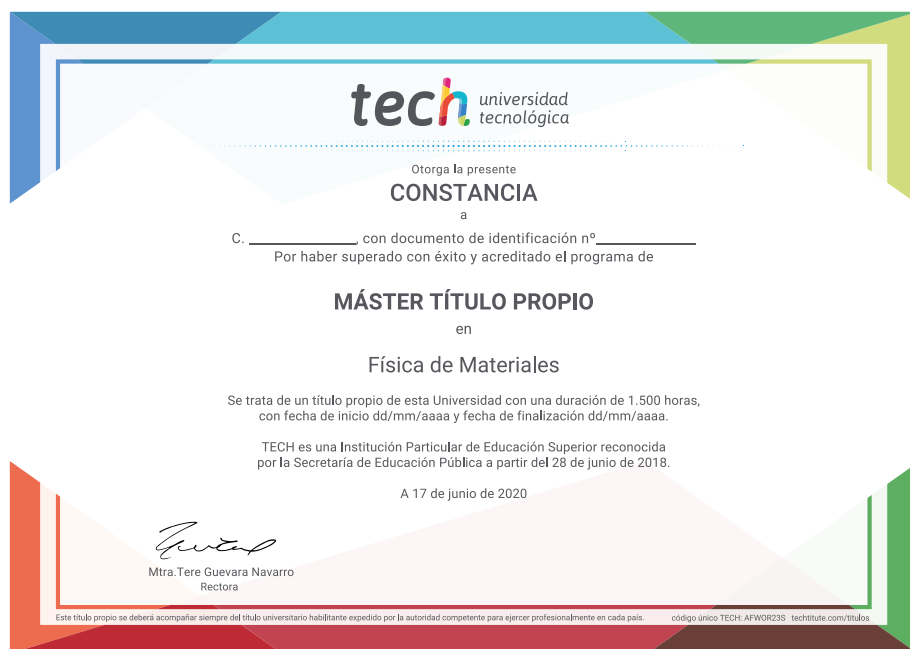 tech universidad
tecnológica
Otorga la presente
CONSTANCIA
a
C. ____________, con documento de identificación nº____________
Por haber superado con éxito y acreditado el programa de
MÁSTER TÍTULO PROPIO
en
Física de Materiales
Se trata de un título propio de esta Universidad con una duración de 1.500 horas,
con fecha de inicio dd/mm/aaaa y fecha de finalización dd/mm/aaaa.
TECH es una Institución Particular de Educación Superior reconocida
por la Secretaría de Educación Pública a partir del 28 de junio de 2018.
A 17 de junio de 2020
Mtra.Tere Guevara Navarro
Rectora
Este título propio se deberá acompañar siempre del título universitario habilitante expedido por la autoridad competente para ejercer profesionalmente en cada país. código único TECH: AFWOR23S techtitute.com/titulos